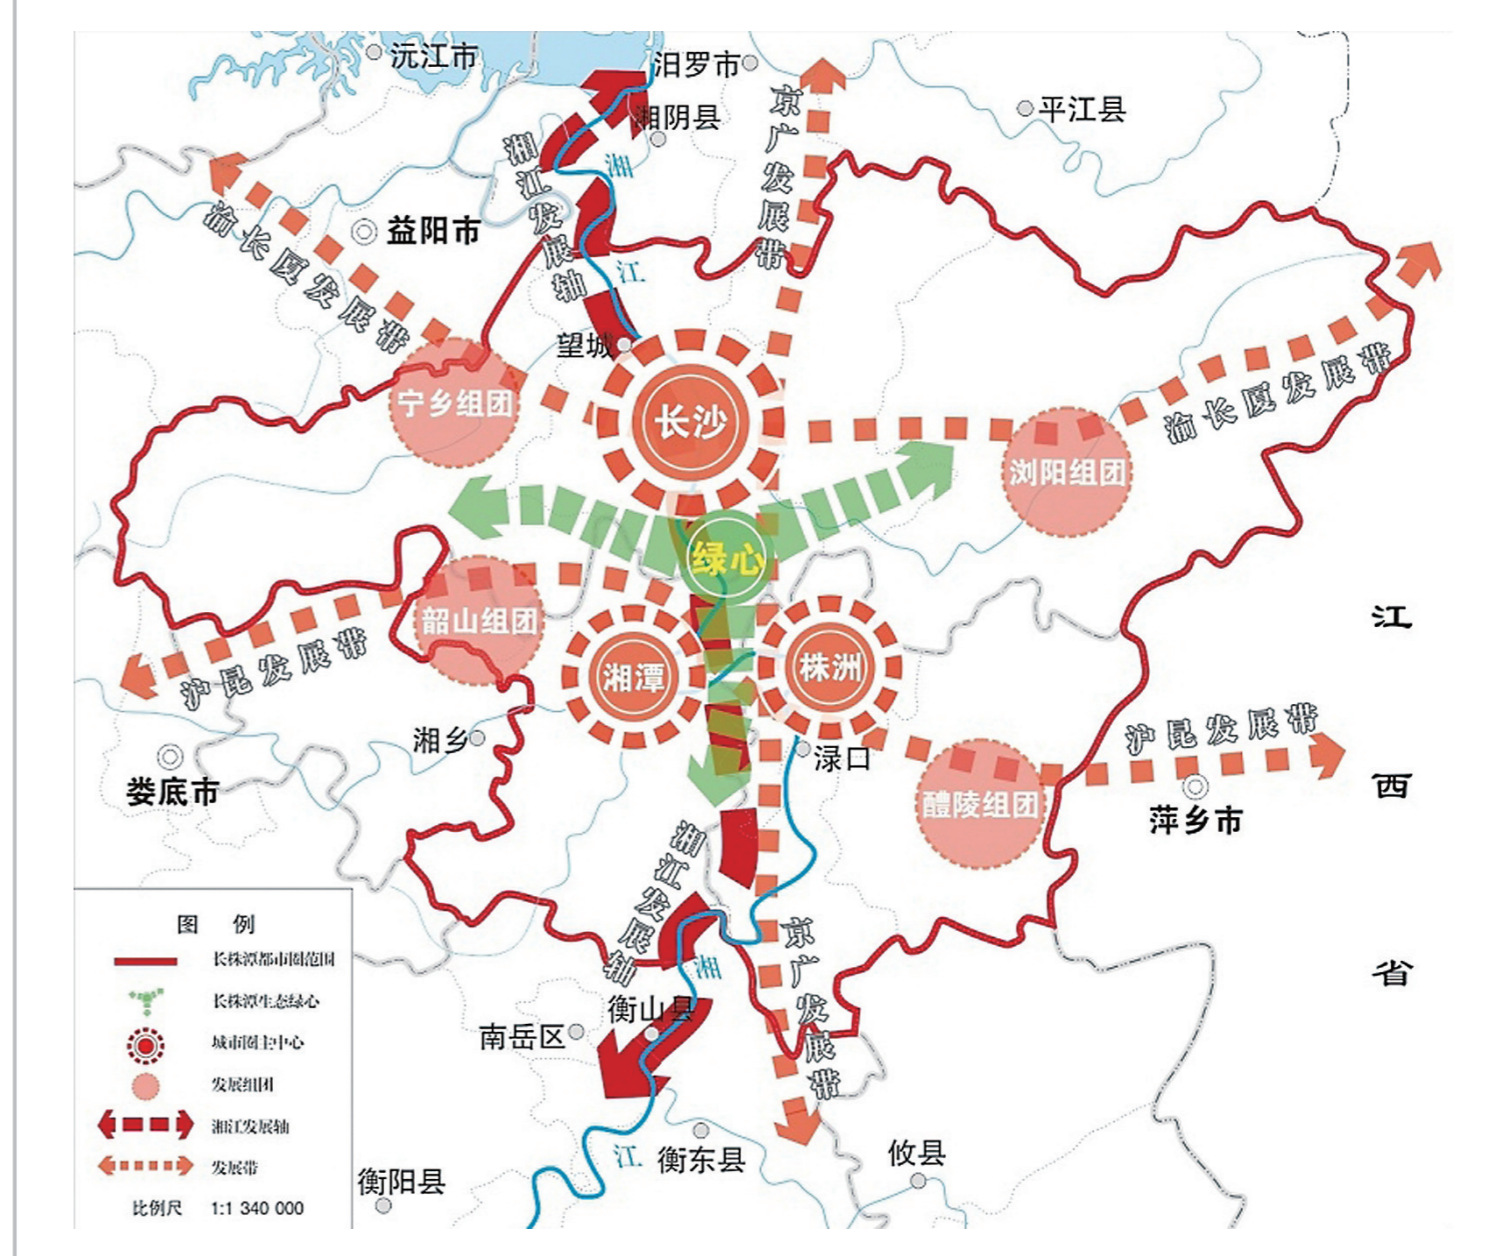 沅江市
汨罗市
湘阴县
平江县
京广发展带
湘江发展轴
湘
江
渝长厦发展带
益阳市
望城
宁乡组团
长沙
渝长厦发展带
浏阳组团
绿心
韶山组团
湘潭
株洲
沪昆发展带
湘乡
渌口
娄底市
醴陵组团
沪昆发展带
萍乡市
江
西
省
湘江发展轴
京广发展带
湘
衡山县
南岳区
江
衡东县
攸县
衡阳县
图 例
长株潭都市圈范围
长株潭生态绿心
城市圈主中心
发展组团
湘江发展轴
发展带
比例尺 1:1 340 000